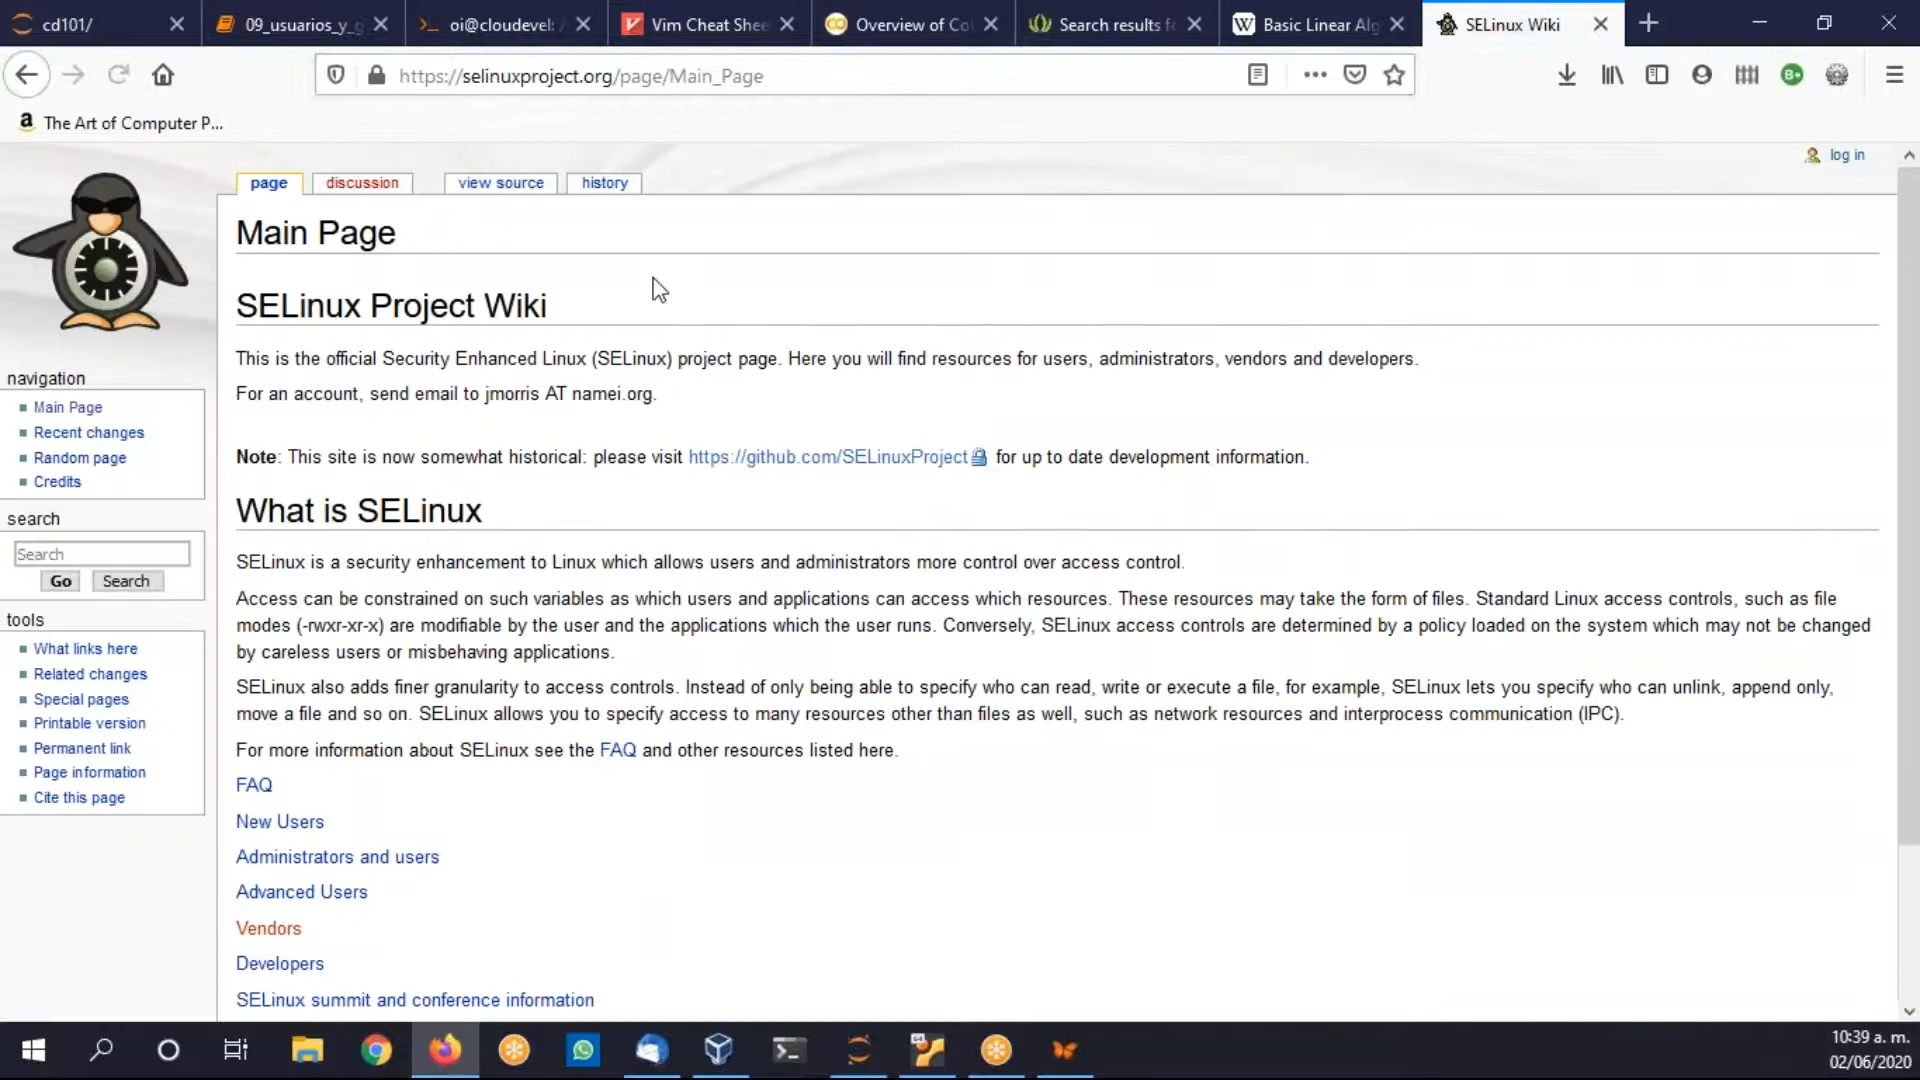 cd101/
09_usuarios_y_g
oi@cloudevel: /
Vim Cheat Shee
Overview of Co
Search results fo
Basic Linear Alg
SELinux Wiki
https://selinuxproject.org/page/Main_Page
The Art of Computer P...
log in
page
discussion
view source
history
Main Page
SELinux Project Wiki
This is the official Security Enhanced Linux (SELinux) project page. Here you will find resources for users, administrators, vendors and developers.
For an account, send email to jmorris AT namei.org.
Note: This site is now somewhat historical: please visit https://github.com/SELinuxProject for up to date development information.
What is SELinux
SELinux is a security enhancement to Linux which allows users and administrators more control over access control.
Access can be constrained on such variables as which users and applications can access which resources. These resources may take the form of files. Standard Linux access controls, such as file
modes (-rwxr-xr-x) are modifiable by the user and the applications which the user runs. Conversely, SELinux access controls are determined by a policy loaded on the system which may not be changed
by careless users or misbehaving applications.
SELinux also adds finer granularity to access controls. Instead of only being able to specify who can read, write or execute a file, for example, SELinux lets you specify who can unlink, append only,
move a file and so on. SELinux allows you to specify access to many resources other than files as well, such as network resources and interprocess communication (IPC).
For more information about SELinux see the FAQ and other resources listed here.
FAQ
New Users
Administrators and users
Advanced Users
Vendors
Developers
SELinux summit and conference information
navigation
Main Page
Recent changes
Random page
Credits
search
Search
Go
Search
tools
What links here
Related changes
Special pages
Printable version
Permanent link
Page information
Cite this page
10:39 a. m.
02/06/2020